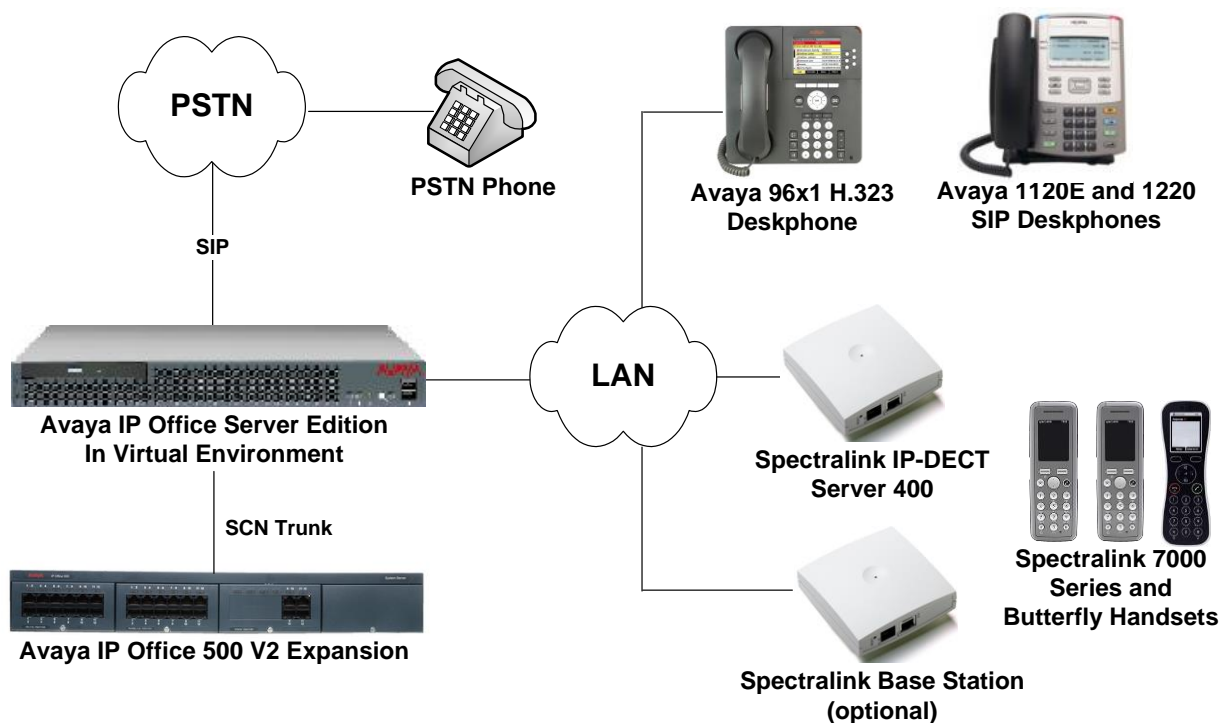 PSTN
PSTN Phone
SIP
Avaya 96x1 H.323
Deskphone
Avaya 1120E and 1220
SIP Deskphones
LAN
Avaya IP Office Server Edition
In Virtual Environment
SCN Trunk
Avaya IP Office 500 V2 Expansion
Spectralink IP-DECT
Server 400
Spectralink 7000
Series and
Butterfly Handsets
Spectralink Base Station
(optional)